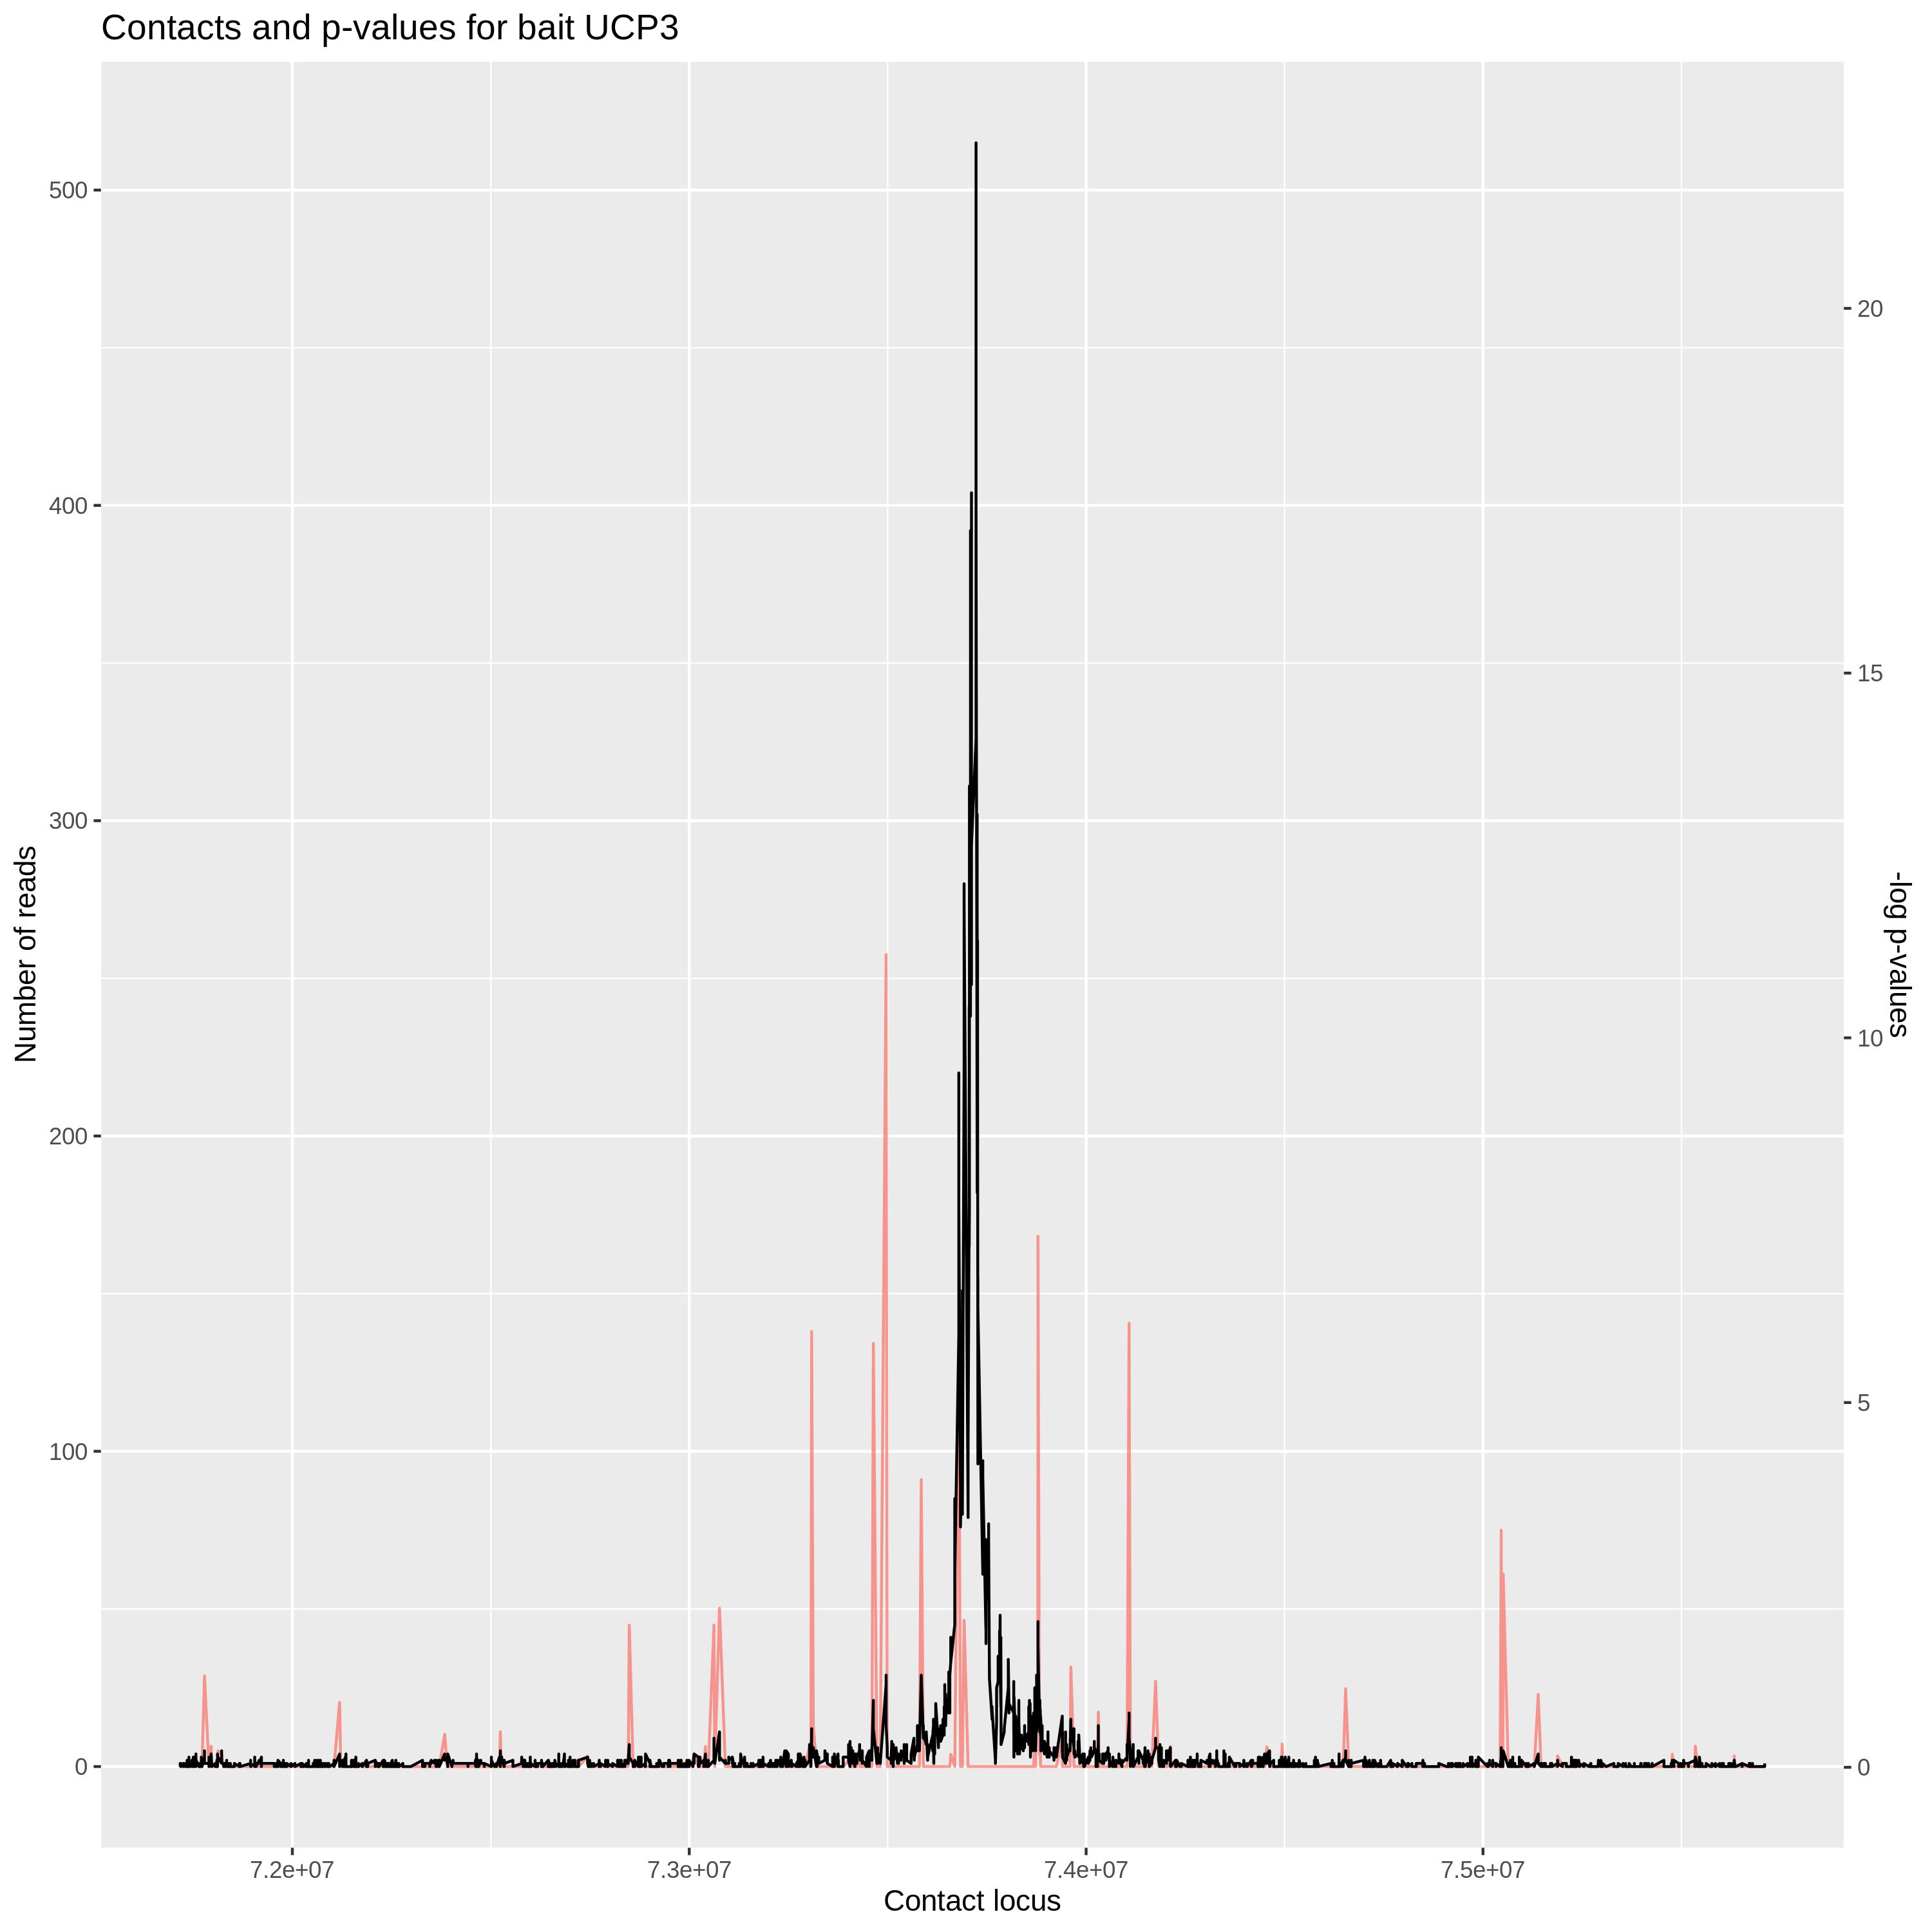 Contacts and p-values for bait UCP3
500
400
300
200
100
0
Number of reads
20
15
10
5
0
-log p-values
7.2e+07
7.3e+07
7.4e+07
7.5e+07
Contact locus